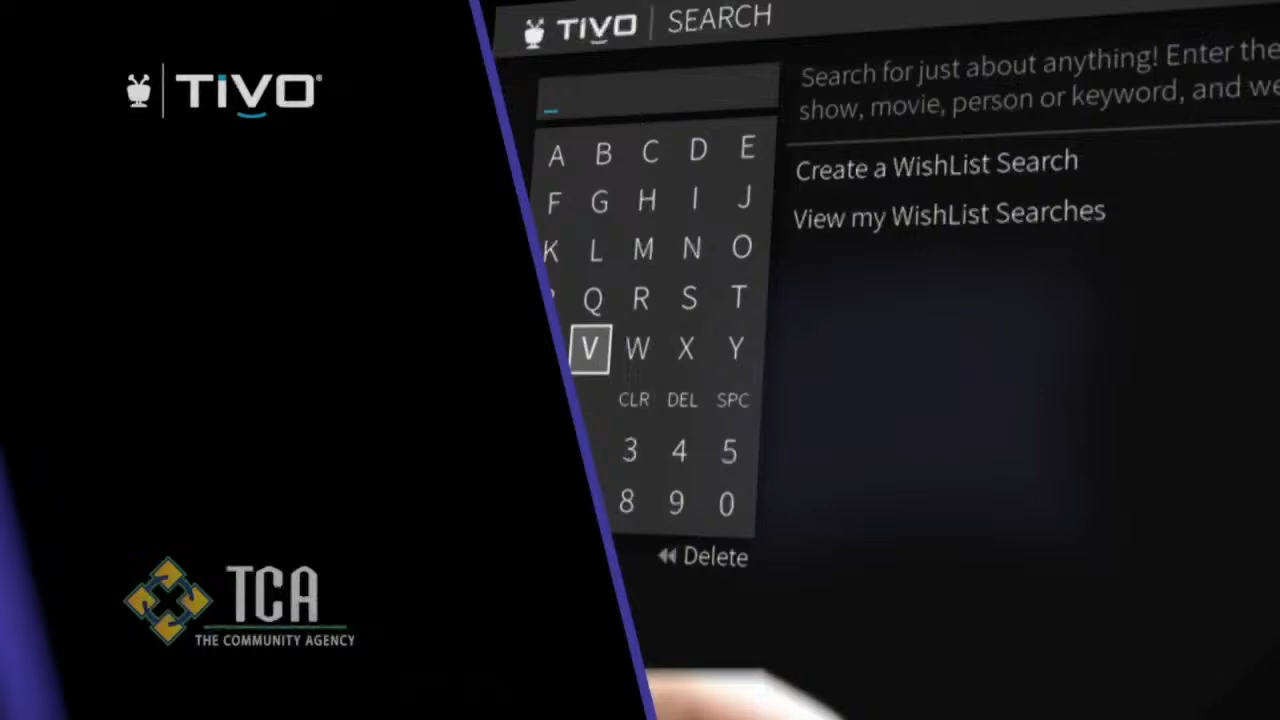 TiVo®
TCA
THE COMMUNITY AGENCY
TiVo SEARCH
Search for just about anything! Enter the
show, movie, person or keyword, and we
Create a WishList Search
View my WishList Searches
A B C D E
F G H I J
K L M N O
Q R S T
V W X Y
CLR DEL SPC
3 4 5
8 9 0
Delete